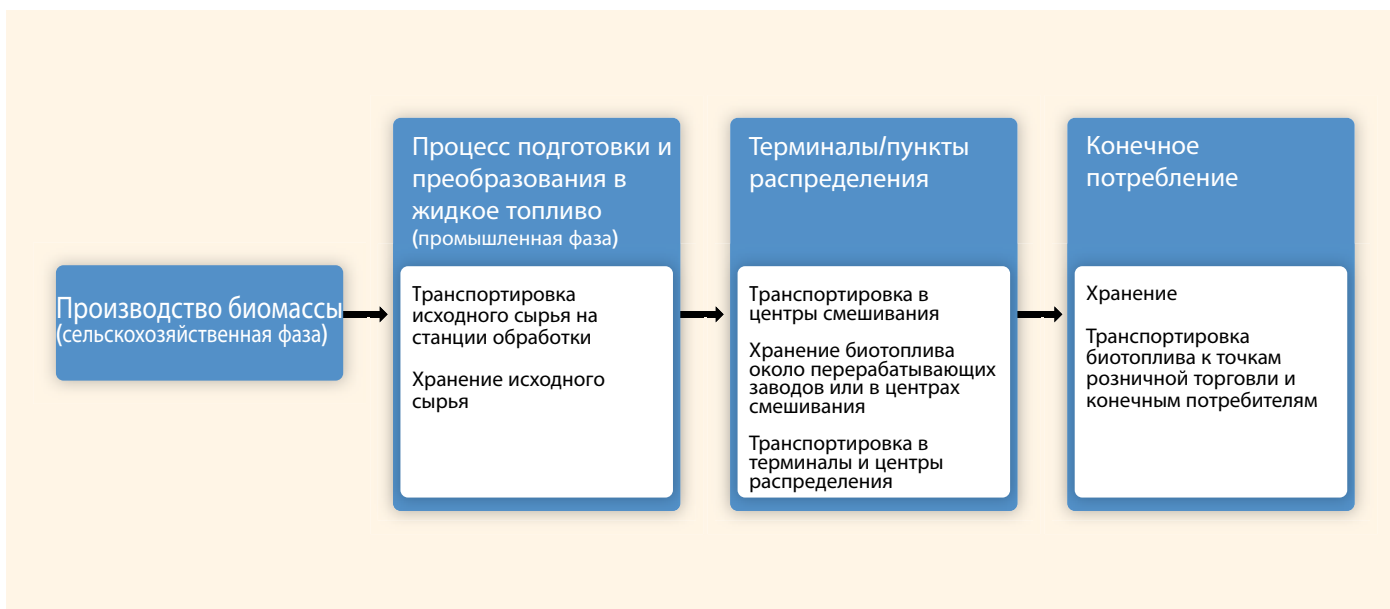 Производство биомассы
(сельскохозяйственная фаза)
Процесс подготовки и
преобразования в
жидкое топливо
(промышленная фаза)
Транспортировка
исходного сырья на
станции обработки
Хранение исходного
сырья
Терминалы/пункты
распределения
Транспортировка в
центры смешивания
Хранение биотоплива
около перерабатывающих
заводов или в центрах
смешивания
Транспортировка в
терминалы и центры
распределения
Конечное
потребление
Хранение
Транспортировка
биотоплива к точкам
розничной торговли и
конечным потребителям